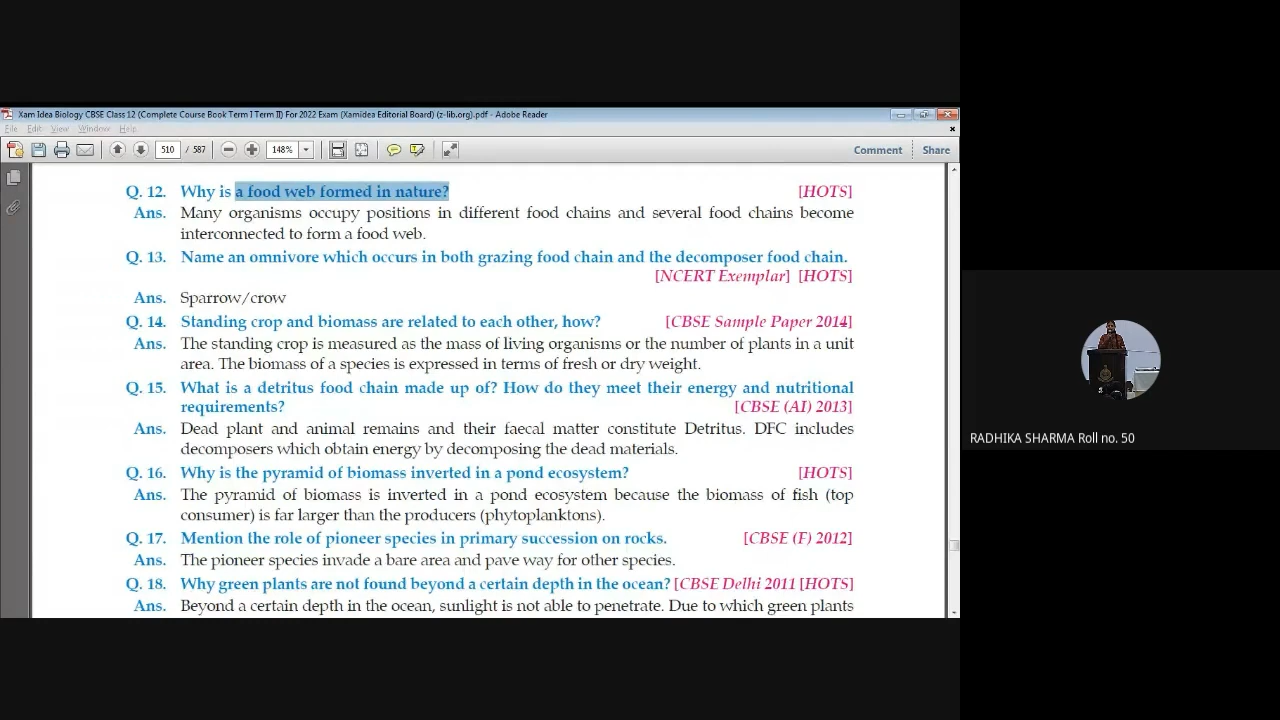 Xam Idea Biology CBSE Class 12 (Complete Course Book Term I Term II) For 2022 Exam (Xamidea Editorial Board) (z-lib.org).pdf - Adobe Reader
File Edit View Window Help
510 / 587 148% Comment Share
Q. 12. Why is a food web formed in nature? [HOTS]
Ans. Many organisms occupy positions in different food chains and several food chains become
interconnected to form a food web.
Q. 13. Name an omnivore which occurs in both grazing food chain and the decomposer food chain.
[NCERT Exemplar] [HOTS]
Ans. Sparrow/crow
Q. 14. Standing crop and biomass are related to each other, how? [CBSE Sample Paper 2014]
Ans. The standing crop is measured as the mass of living organisms or the number of plants in a unit
area. The biomass of a species is expressed in terms of fresh or dry weight.
Q. 15. What is a detritus food chain made up of? How do they meet their energy and nutritional
requirements? [CBSE (AI) 2013]
Ans. Dead plant and animal remains and their faecal matter constitute Detritus. DFC includes
decomposers which obtain energy by decomposing the dead materials.
Q. 16. Why is the pyramid of biomass inverted in a pond ecosystem? [HOTS]
Ans. The pyramid of biomass is inverted in a pond ecosystem because the biomass of fish (top
consumer) is far larger than the producers (phytoplanktons).
Q. 17. Mention the role of pioneer species in primary succession on rocks. [CBSE (F) 2012]
Ans. The pioneer species invade a bare area and pave way for other species.
Q. 18. Why green plants are not found beyond a certain depth in the ocean? [CBSE Delhi 2011 [HOTS]
Ans. Beyond a certain depth in the ocean, sunlight is not able to penetrate. Due to which green plants
RADHIKA SHARMA Roll no. 50